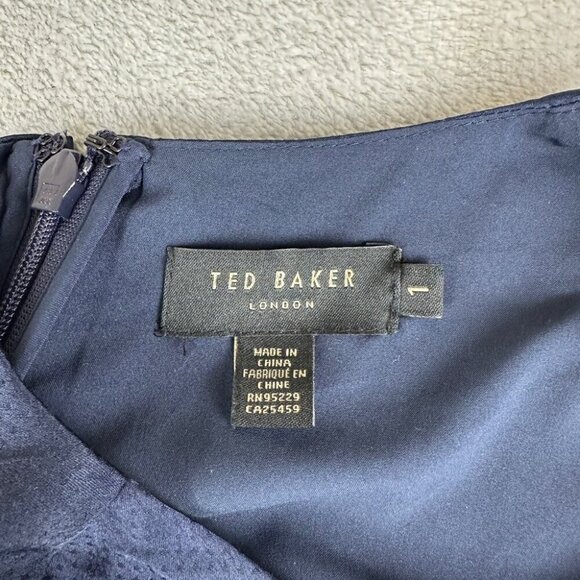 TED BAKER
LONDON
1
MADE IN
CHINA
FABRIQUÉ EN
CHINE
RN95229
CA25459